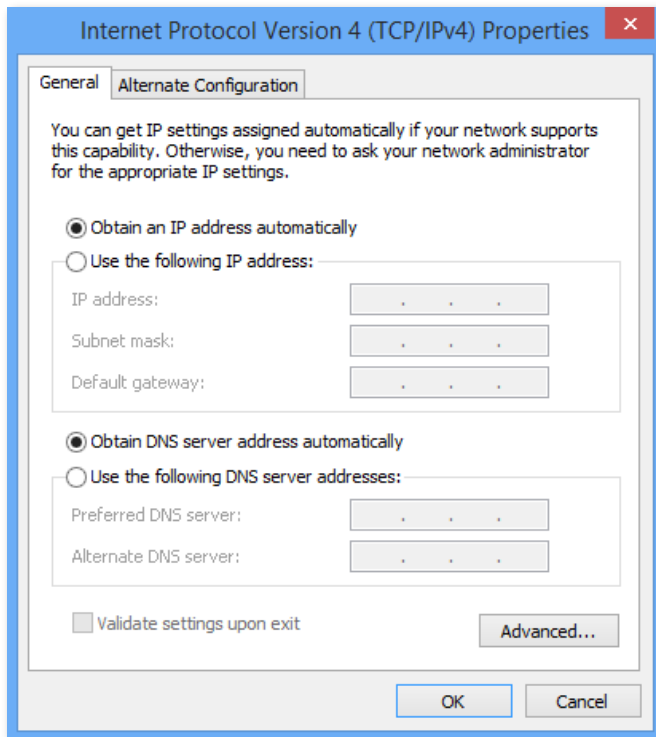 Internet Protocol Version 4 (TCP/IPv4) Properties
General
Alternate Configuration
You can get IP settings assigned automatically if your network supports
this capability. Otherwise, you need to ask your network administrator
for the appropriate IP settings.
Obtain an IP address automatically
Use the following IP address:
IP address:
Subnet mask:
Default gateway:
Obtain DNS server address automatically
Use the following DNS server addresses:
Preferred DNS server:
Alternate DNS server:
Validate settings upon exit
Advanced...
OK
Cancel